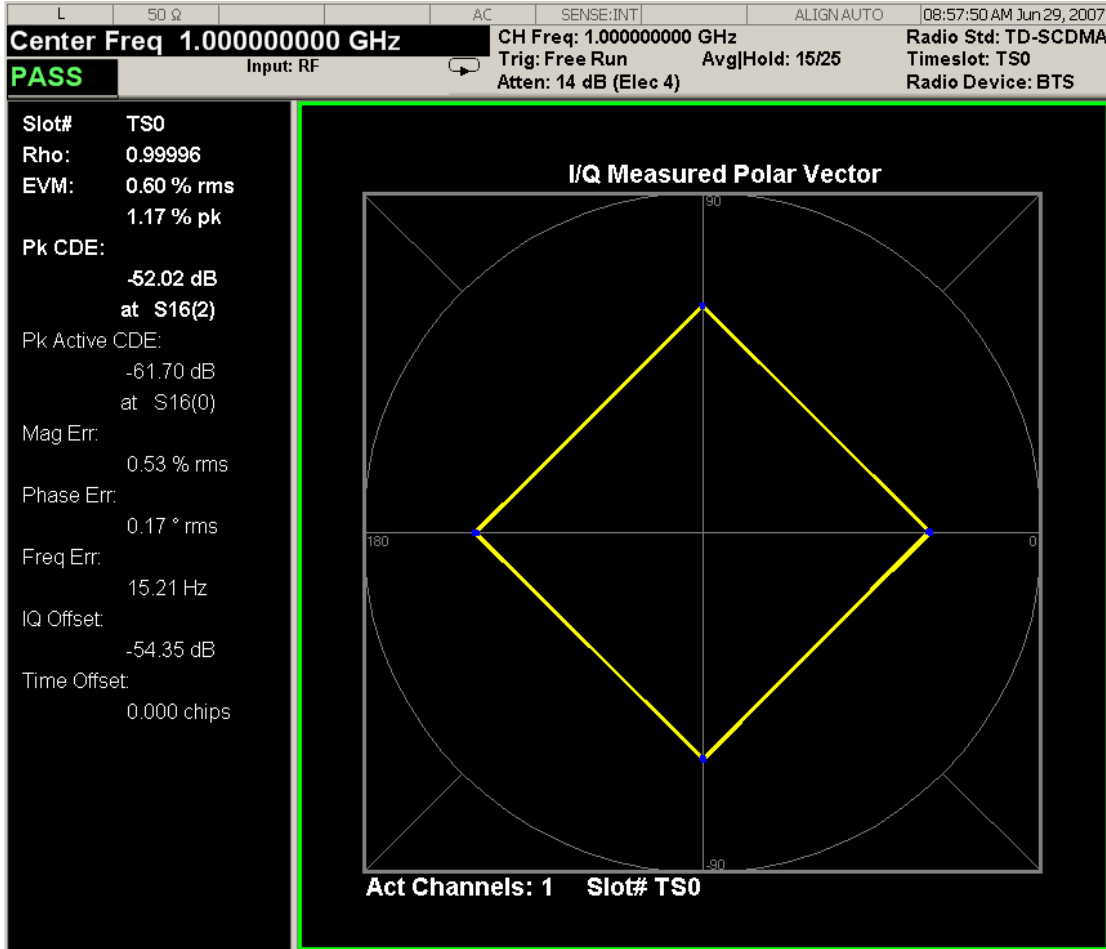 L 50 Ω AC SENSE:INT ALIGN AUTO 08:57:50 AM Jun 29, 2007
Center Freq 1.000000000 GHz
CH Freq: 1.000000000 GHz
Radio Std: TD-SCDMA
Input: RF
Trig: Free Run
Avg|Hold: 15/25
Timeslot: TS0
PASS
Atten: 14 dB (Elec 4)
Radio Device: BTS
Slot# TS0
Rho: 0.99996
EVM: 0.60 % rms
1.17 % pk
Pk CDE:
-52.02 dB
at S16(2)
Pk Active CDE:
-61.70 dB
at S16(0)
Mag Err:
0.53 % rms
Phase Err:
0.17 ° rms
Freq Err:
15.21 Hz
IQ Offset:
-54.35 dB
Time Offset:
0.000 chips
I/Q Measured Polar Vector
90
180
0
-90
Act Channels: 1 Slot# TS0